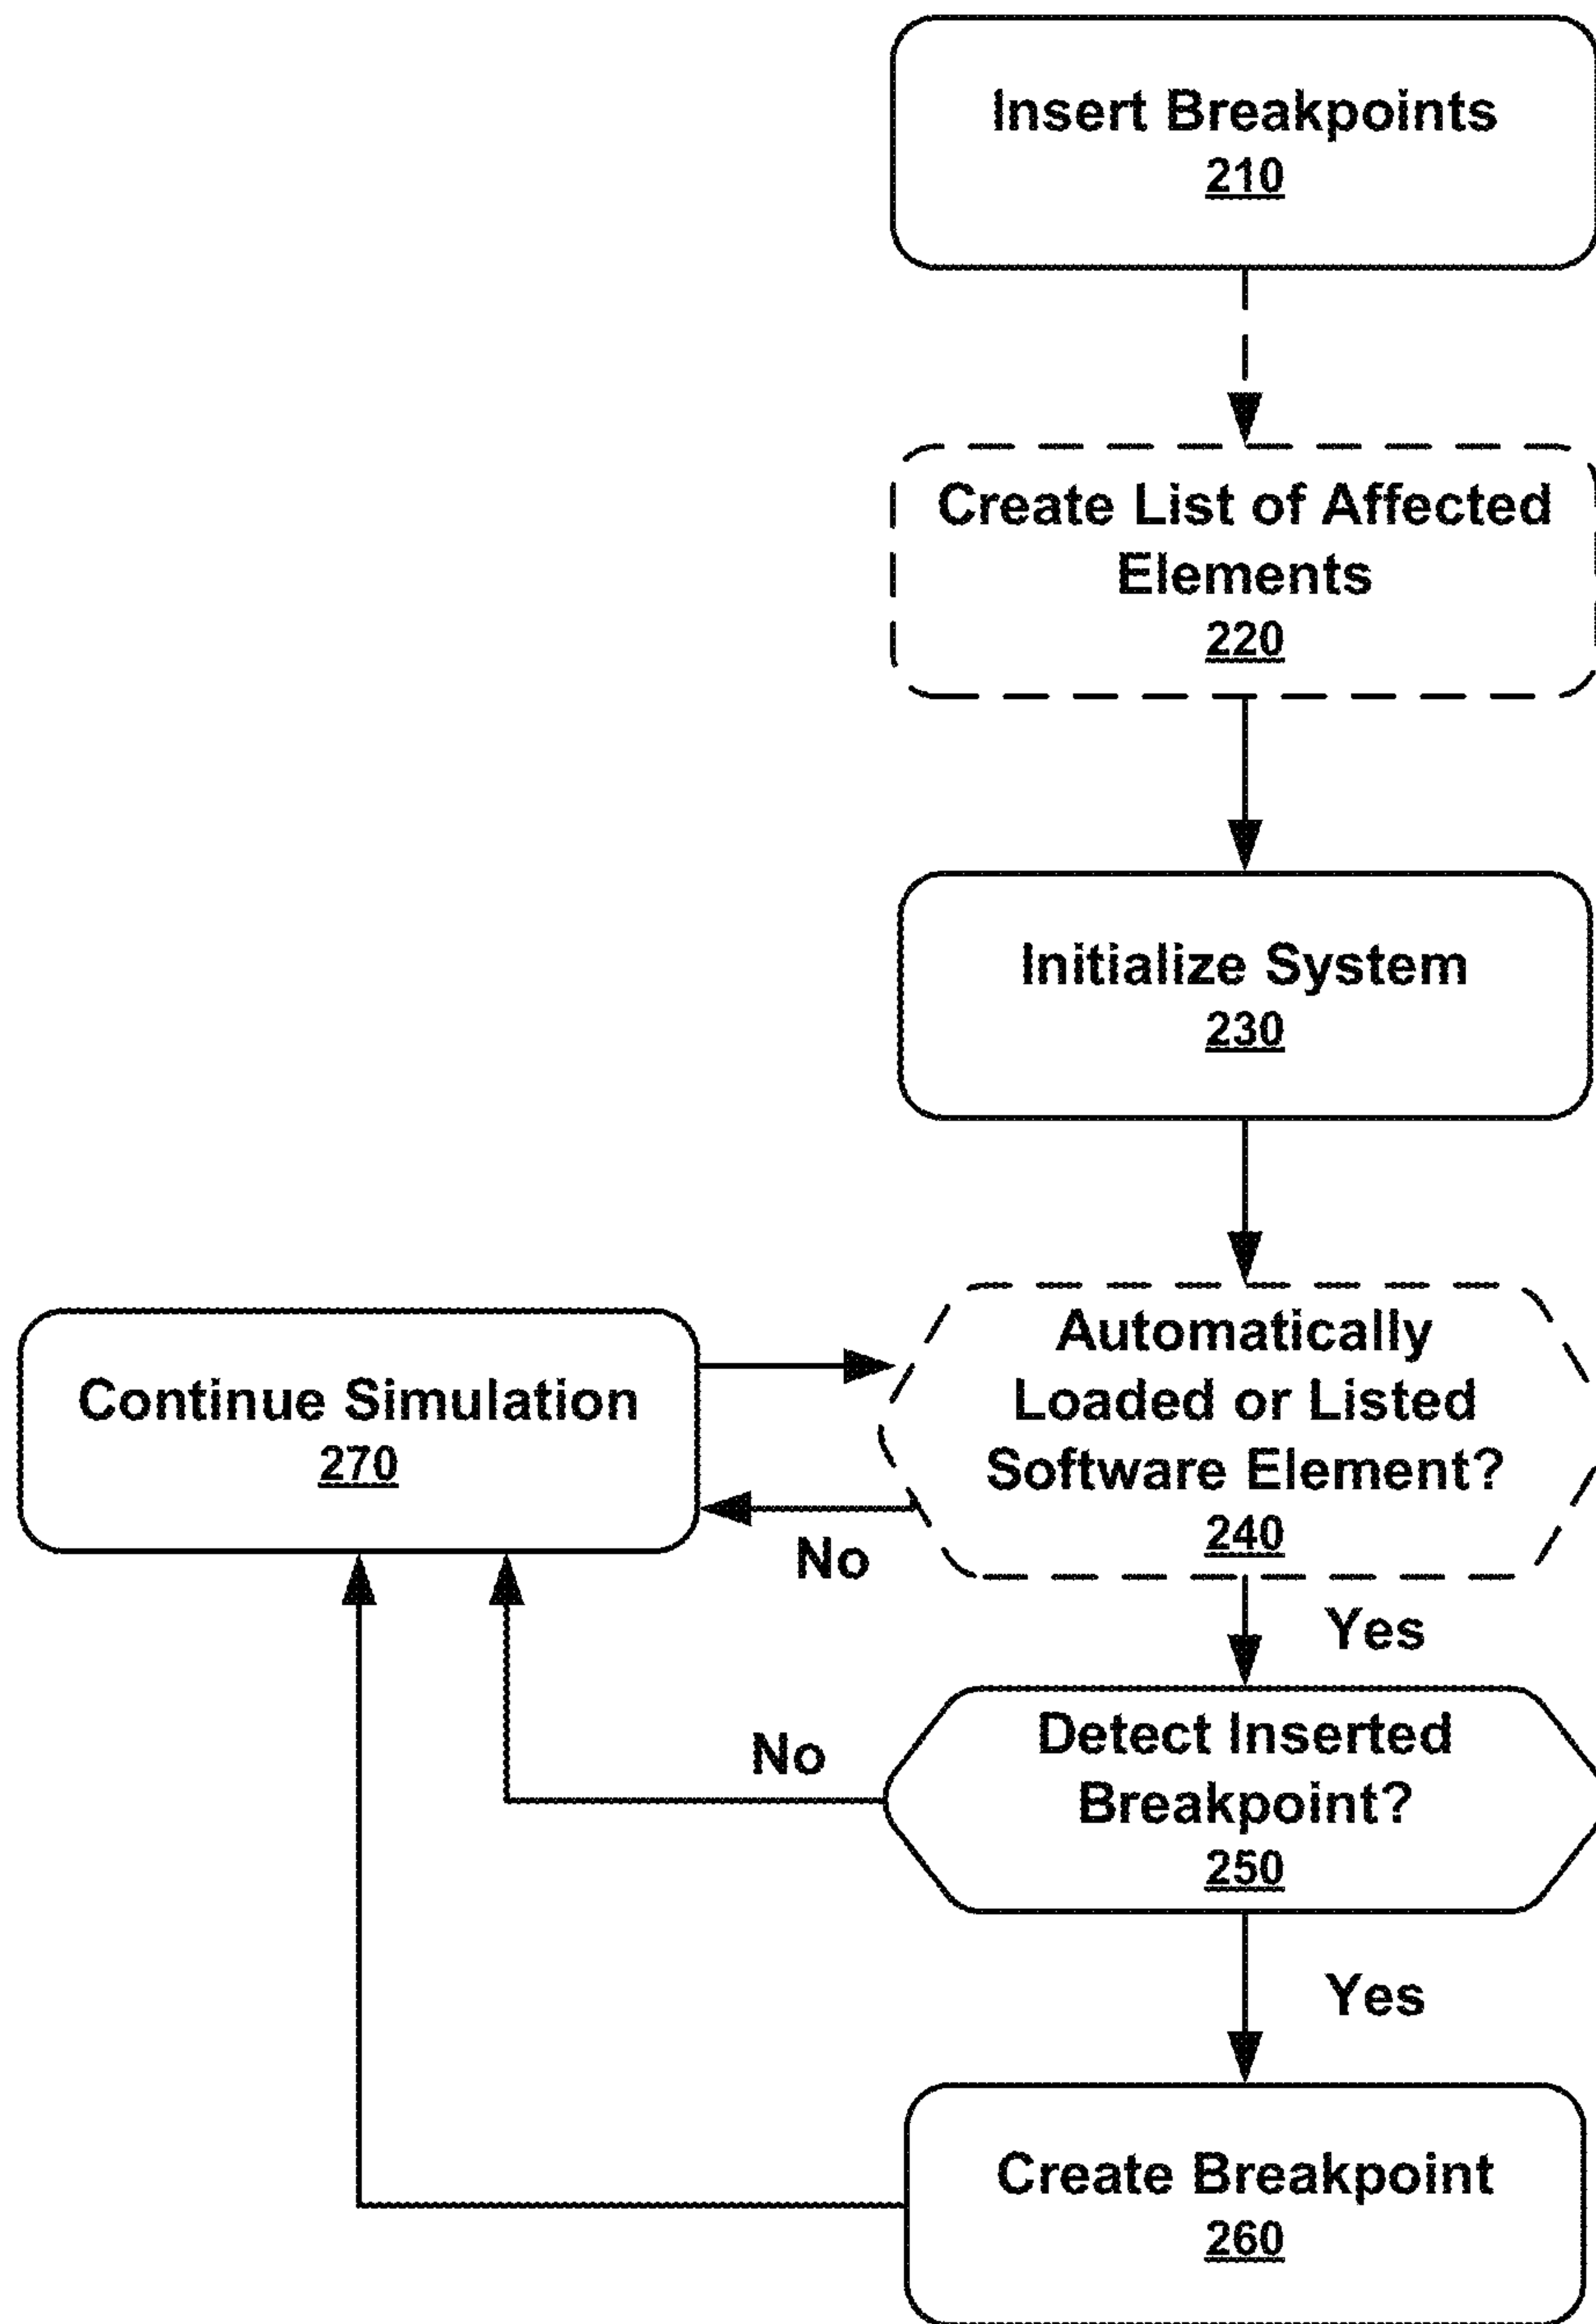 Insert Breakpoints
210
Create List of Affected
Elements
220
Initialize System
230
Automatically
Loaded or Listed
Software Element?
240
Continue Simulation
270
No
Yes
Detect Inserted
Breakpoint?
250
No
Yes
Create Breakpoint
260